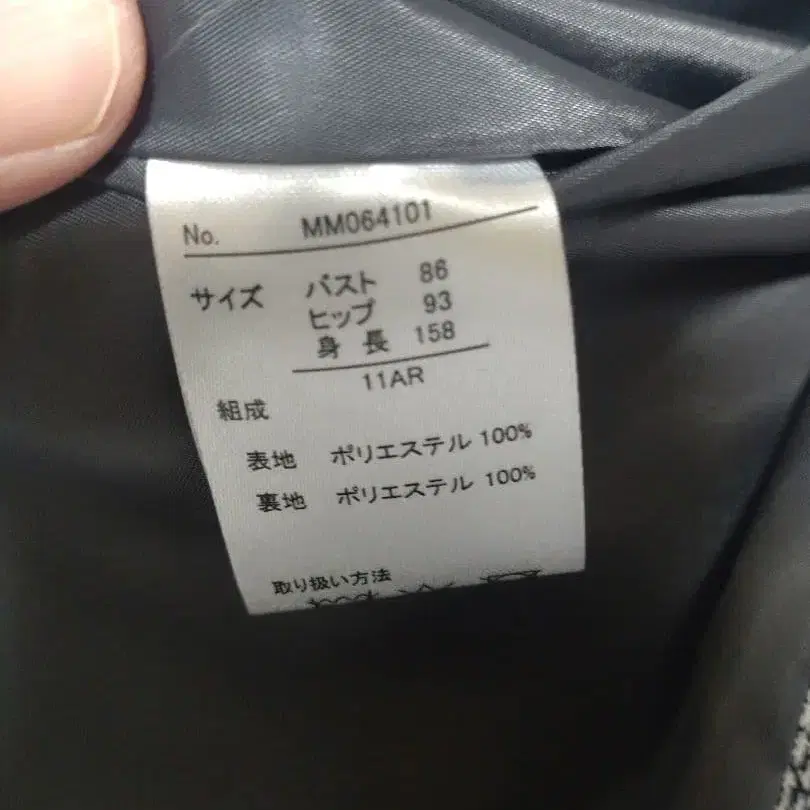 No. MM064101
サイズ バスト 86
ヒップ 93
身長 158
11AR
組成
表地 ポリエステル 100%
裏地 ポリエステル 100%
取り扱い方法